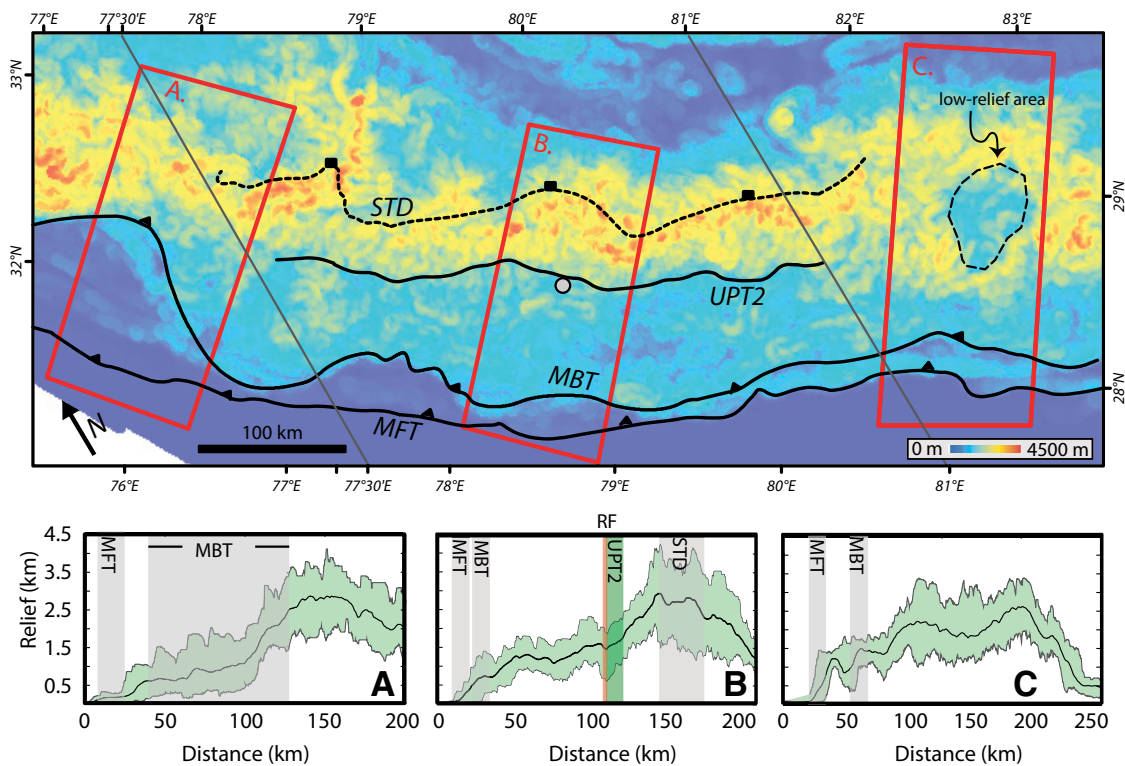 77°E 77°30'E 78°E 79°E 80°E 81°E 82°E 83°E
33°N
A.
C.
low-relief area
B.
STD
29°N
32°N
UPT2
MBT
MFT
28°N
N
100 km
0 m 4500 m
76°E 77°E 77°30'E 78°E 79°E 80°E 81°E
4.5
3.5
2.5
1.5
0.5
Relief (km)
MFT
MBT
A
0 50 100 150 200
Distance (km)
RF
MFT
MBT
UPT2
STD
B
0 50 100 150 200
Distance (km)
MFT
MBT
C
0 50 100 150 200 250
Distance (km)